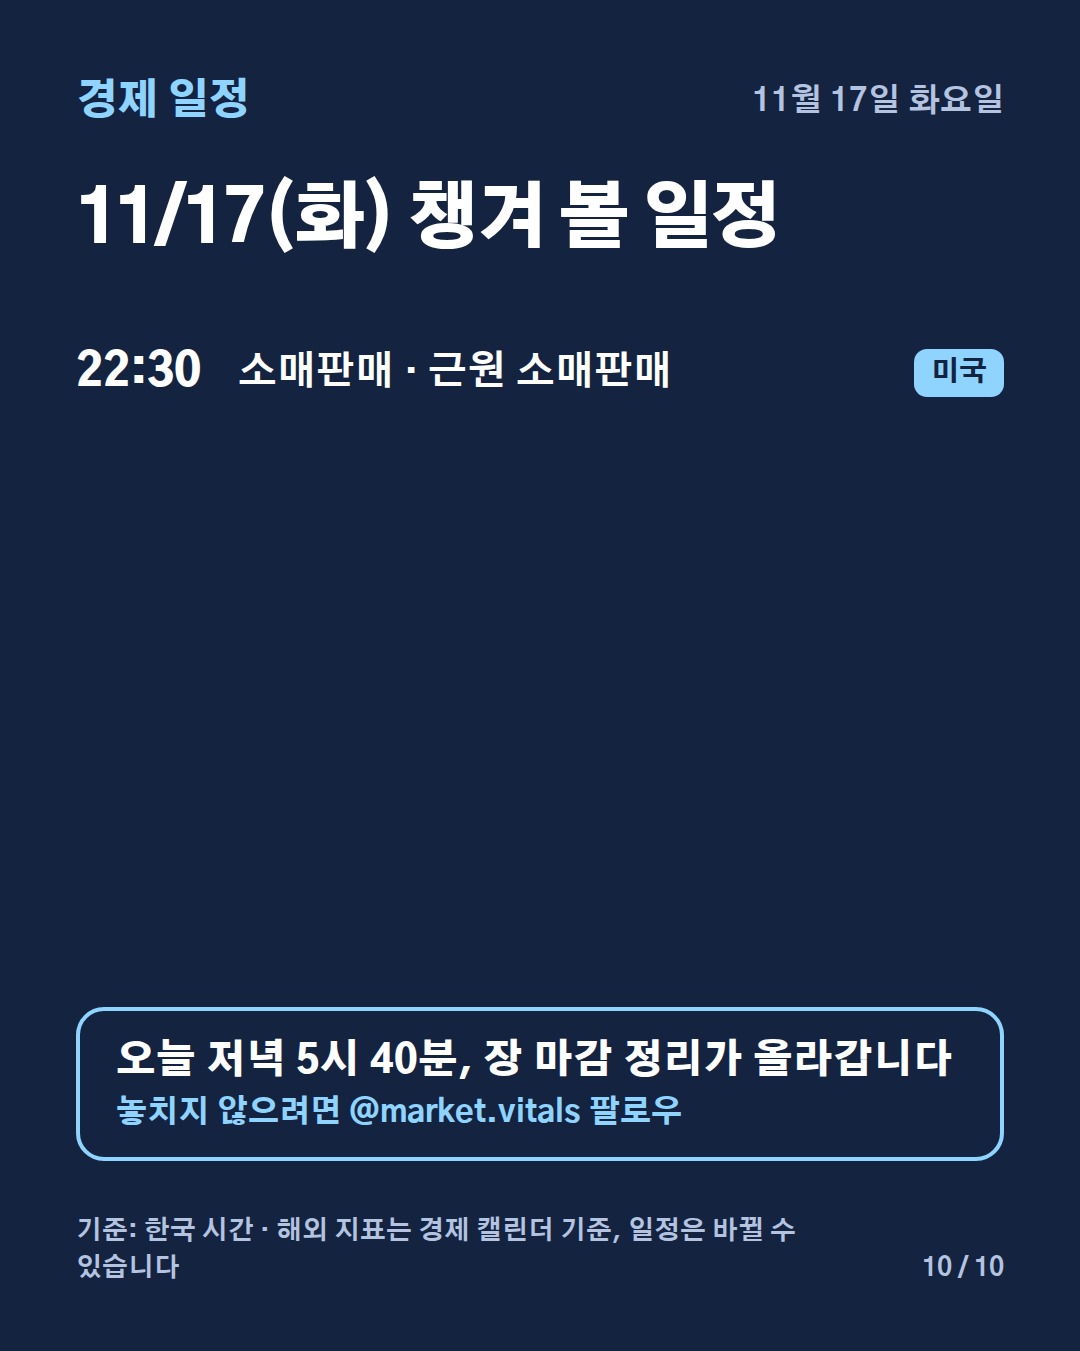 경제 일정
11월 17일 화요일
11/17(화) 챙겨 볼 일정
22:30 소매판매 · 근원 소매판매 미국
오늘 저녁 5시 40분, 장 마감 정리가 올라갑니다
놓치지 않으려면 @market.vitals 팔로우
기준: 한국 시간 · 해외 지표는 경제 캘린더 기준, 일정은 바뀔 수
있습니다
10 / 10